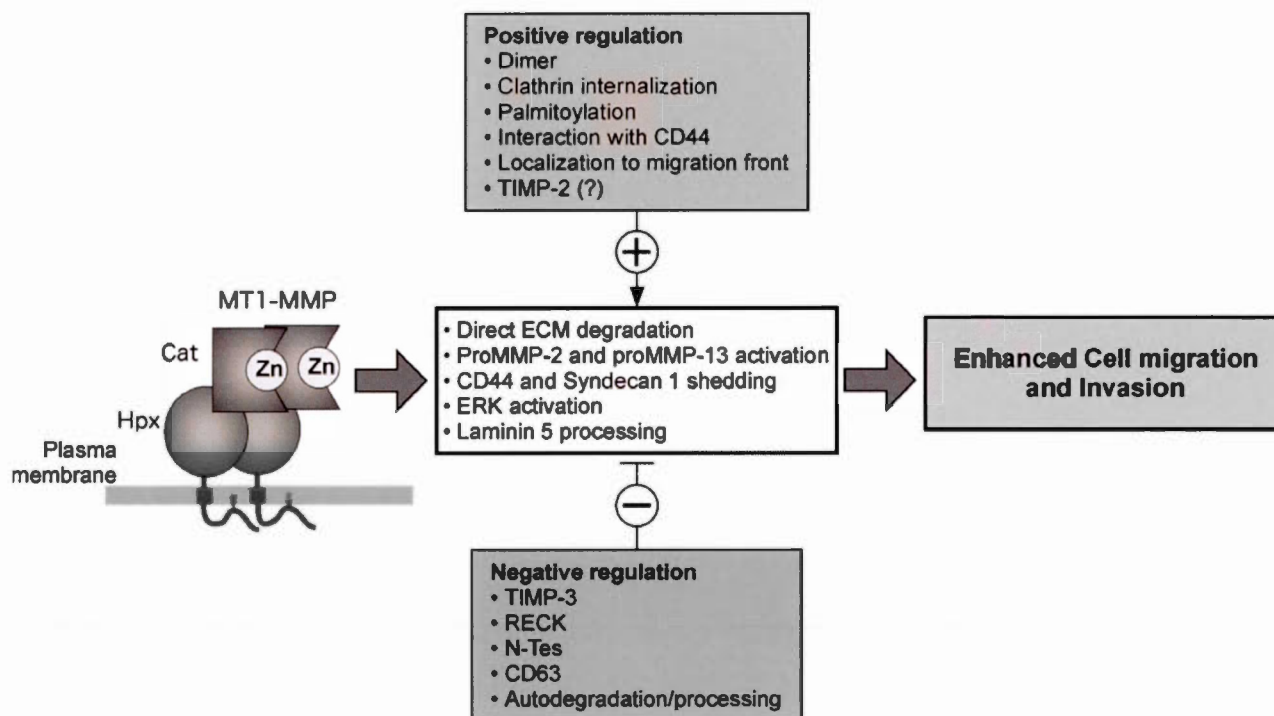 Positive regulation
• Dimer
• Clathrin internalization
• Palmitoylation
• Interaction with CD44
• Localization to migration front
• TIMP-2 (?)
+
MT1-MMP
Cat
Zn
Zn
Hpx
Plasma
membrane
• Direct ECM degradation
• ProMMP-2 and proMMP-13 activation
• CD44 and Syndecan 1 shedding
• ERK activation
• Laminin 5 processing
Enhanced Cell migration
and Invasion
−
Negative regulation
• TIMP-3
• RECK
• N-Tes
• CD63
• Autodegradation/processing